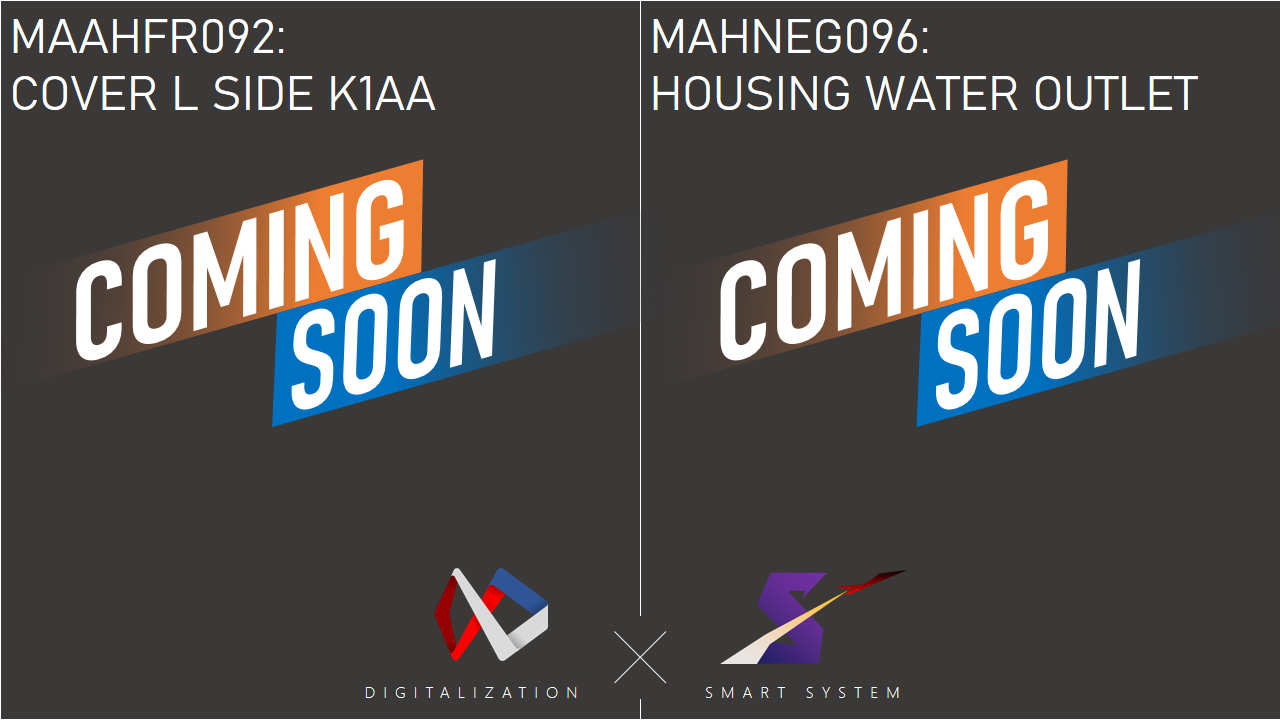 MAAHFR092:
COVER L SIDE K1AA
COMING
SOON
MAHNEG096:
HOUSING WATER OUTLET
COMING
SOON
DIGITALIZATION
SMART SYSTEM